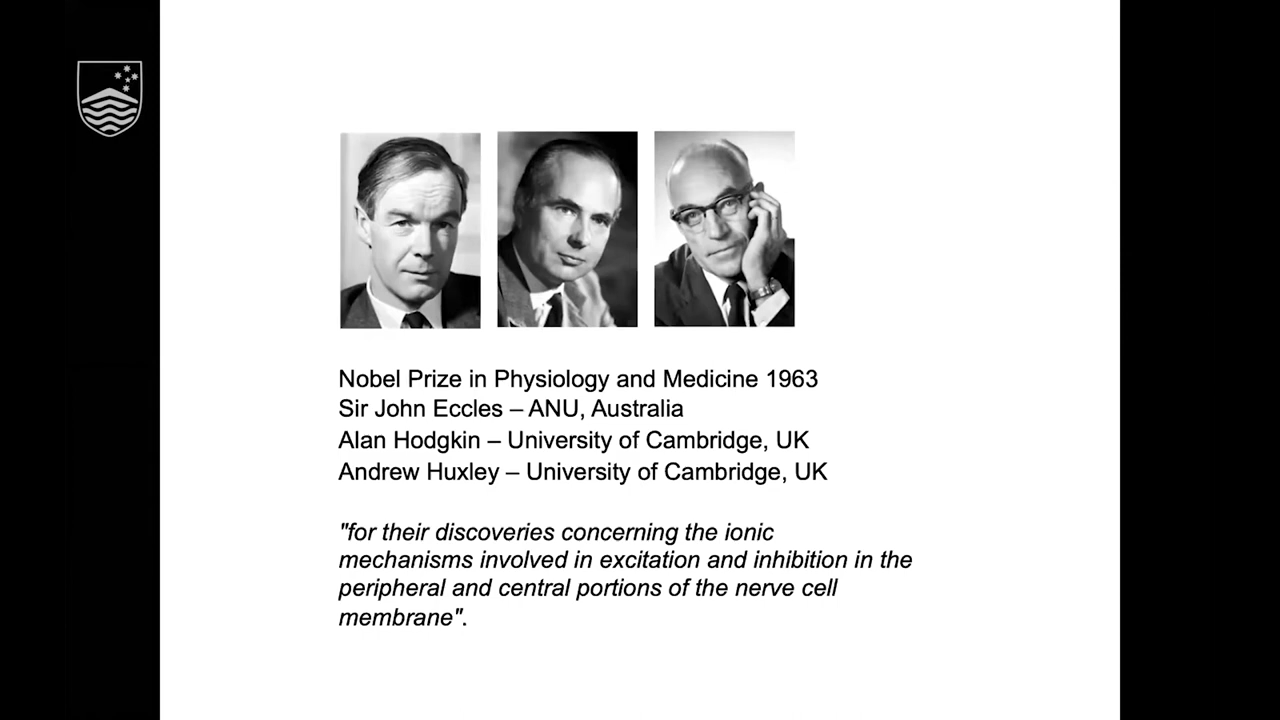 Nobel Prize in Physiology and Medicine 1963
Sir John Eccles – ANU, Australia
Alan Hodgkin – University of Cambridge, UK
Andrew Huxley – University of Cambridge, UK
"for their discoveries concerning the ionic
mechanisms involved in excitation and inhibition in the
peripheral and central portions of the nerve cell
membrane".